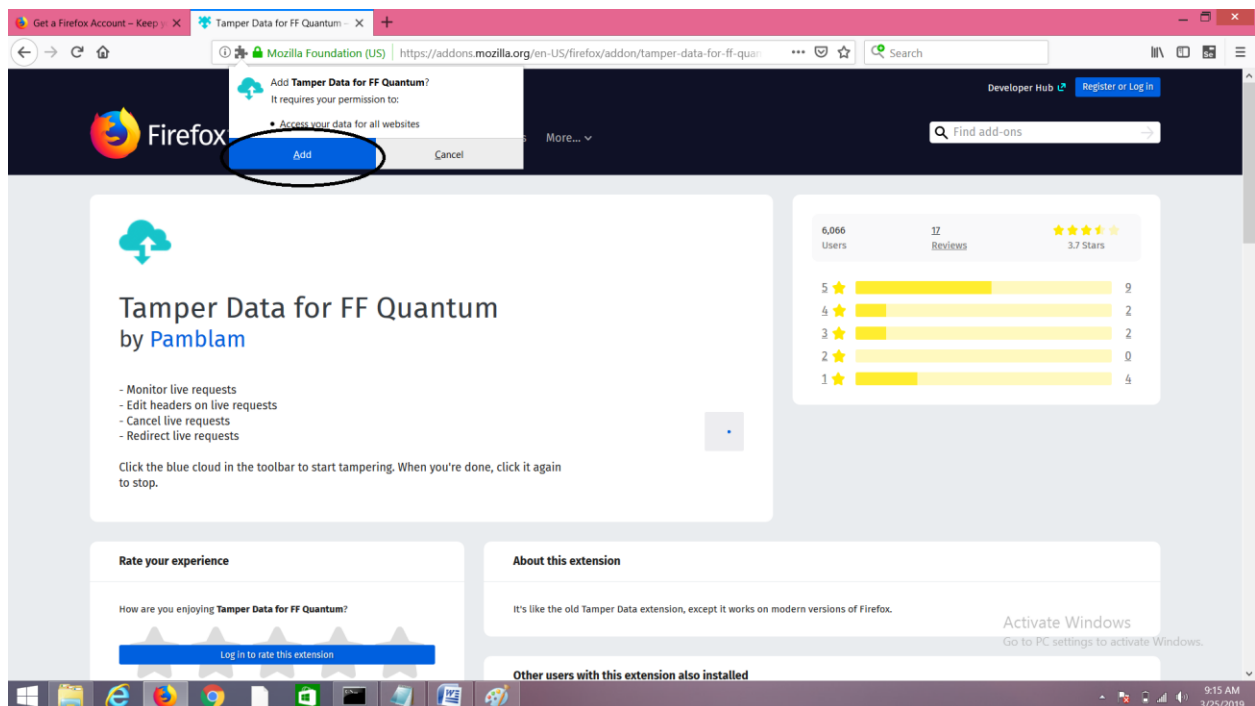 Get a Firefox Account – Keep y
Tamper Data for FF Quantum –
Mozilla Foundation (US)
https://addons.mozilla.org/en-US/firefox/addon/tamper-data-for-ff-quan
Search
Add Tamper Data for FF Quantum?
It requires your permission to:
• Access your data for all websites
Add
Cancel
Developer Hub
Register or Log in
Firefox
More...
Find add-ons
Tamper Data for FF Quantum
by Pamblam
- Monitor live requests
- Edit headers on live requests
- Cancel live requests
- Redirect live requests
Click the blue cloud in the toolbar to start tampering. When you're done, click it again
to stop.
6,066
Users
17
Reviews
3.7 Stars
5 9
4 2
3 2
2 0
1 4
Rate your experience
How are you enjoying Tamper Data for FF Quantum?
Log in to rate this extension
About this extension
It's like the old Tamper Data extension, except it works on modern versions of Firefox.
Other users with this extension also installed
Activate Windows
Go to PC settings to activate Windows.
9:15 AM
3/25/2019